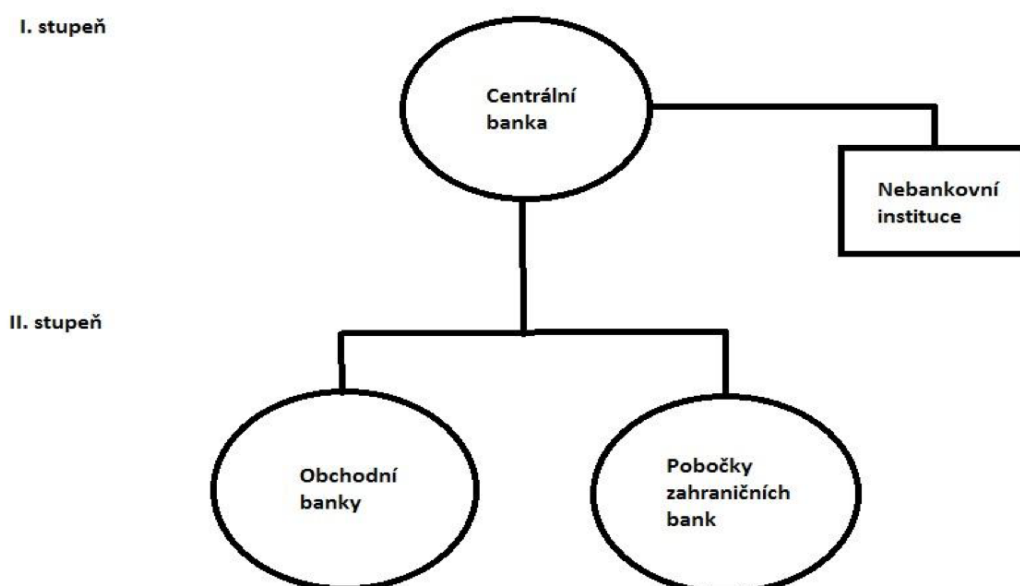 I. stupeň
Centrální
banka
Nebankovní
instituce
II. stupeň
Obchodní
banky
Pobočky
zahraničních
bank